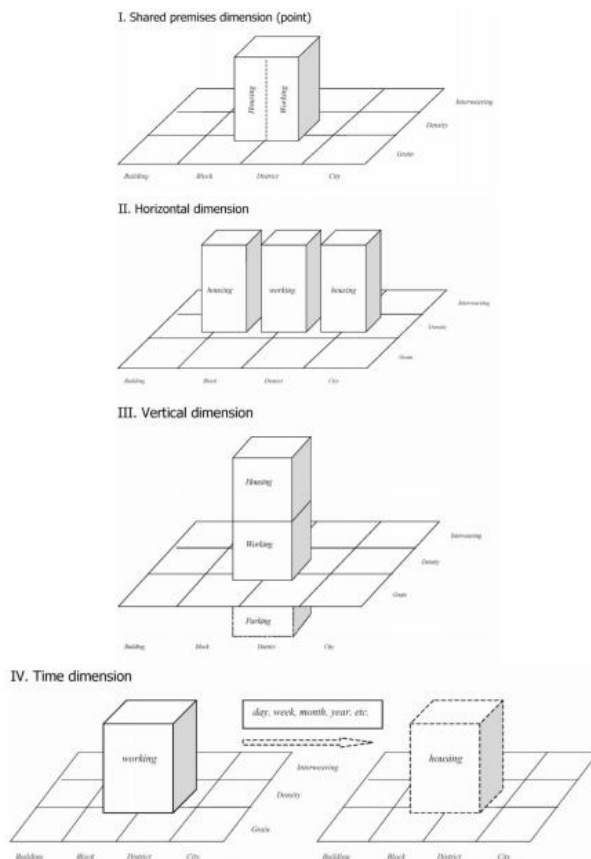 I. Shared premises dimension (point)
Housing
Working
Interweaving
Density
Grain
Building Block District City
II. Horizontal dimension
housing working housing
Interweaving
Density
Grain
Building Block District City
III. Vertical dimension
Housing
Working
Interweaving
Density
Grain
Parking
Building Block District City
IV. Time dimension
day, week, month, year, etc.
working housing
Interweaving
Density
Grain
Building Block District City Building Block District City